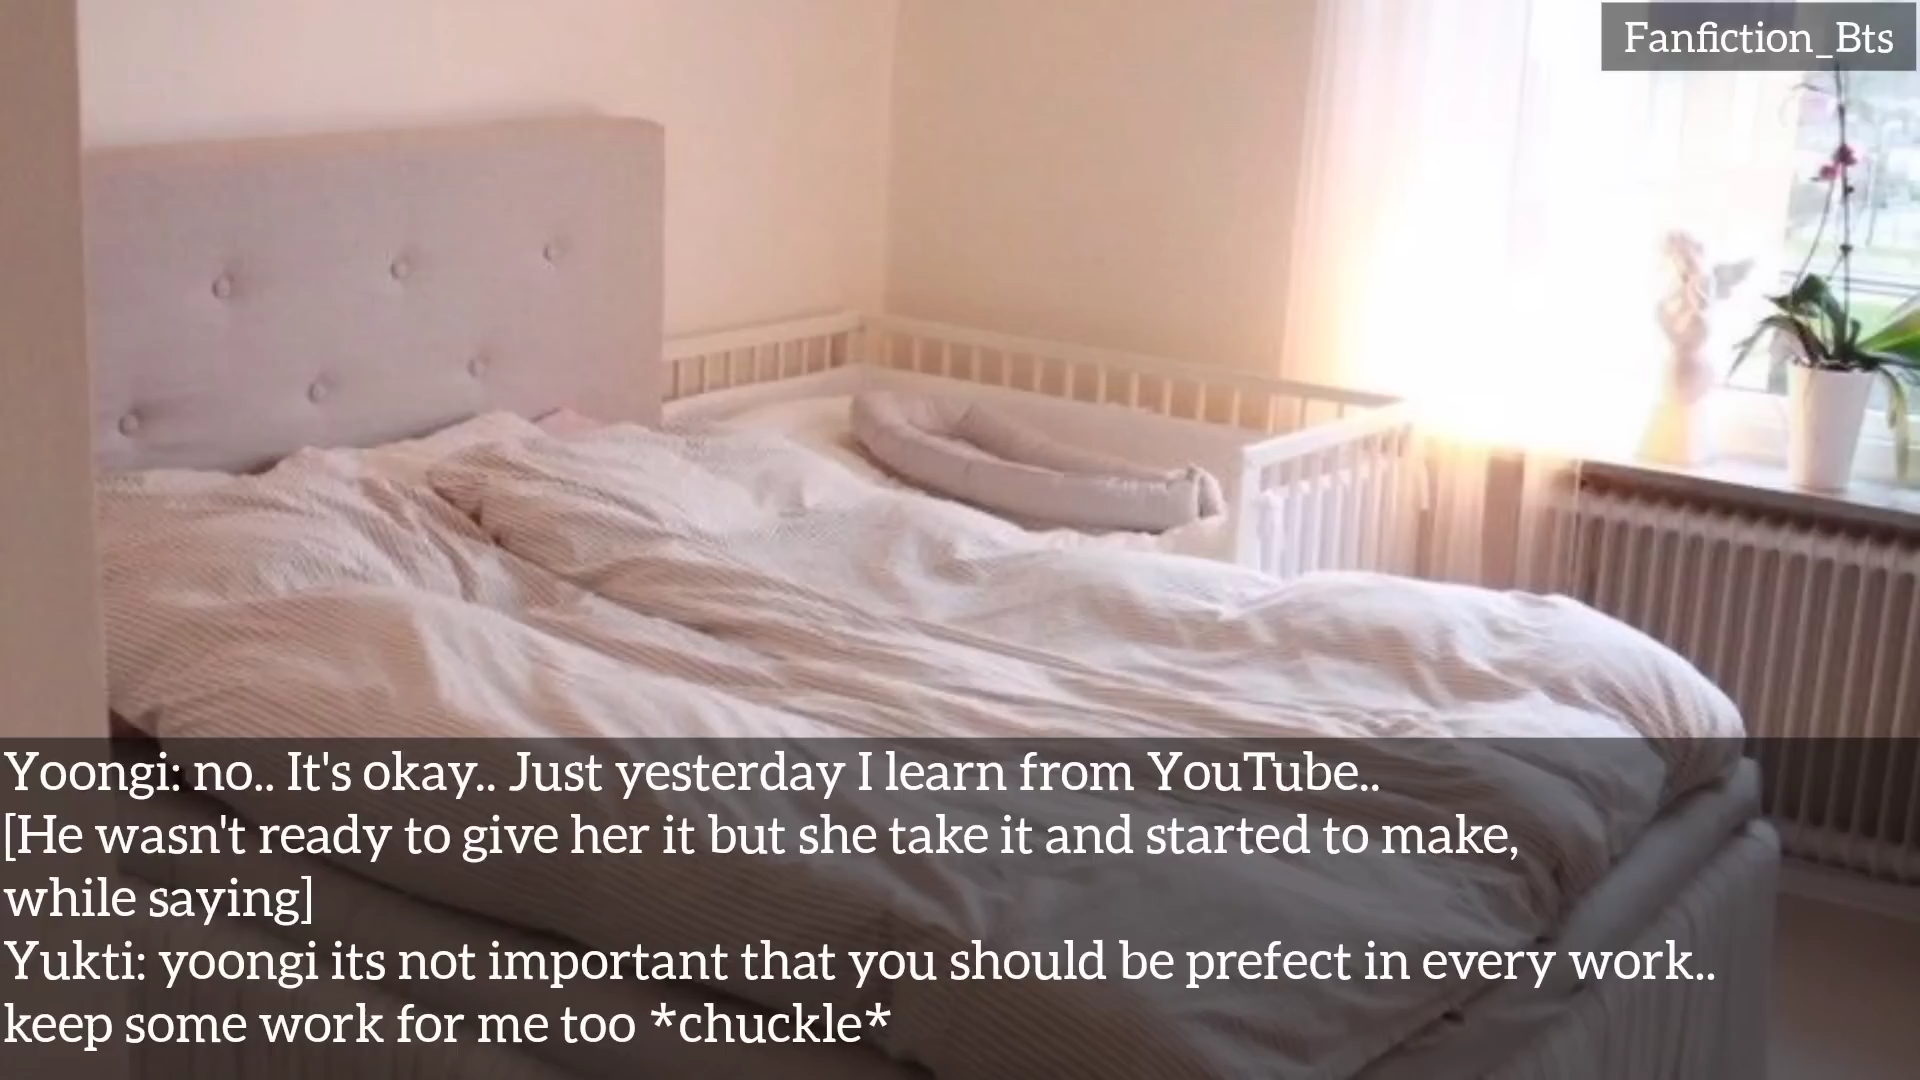 Fanfiction_Bts
Yoongi: no.. It's okay.. Just yesterday I learn from YouTube..
[He wasn't ready to give her it but she take it and started to make,
while saying]
Yukti: yoongi its not important that you should be prefect in every work..
keep some work for me too *chuckle*